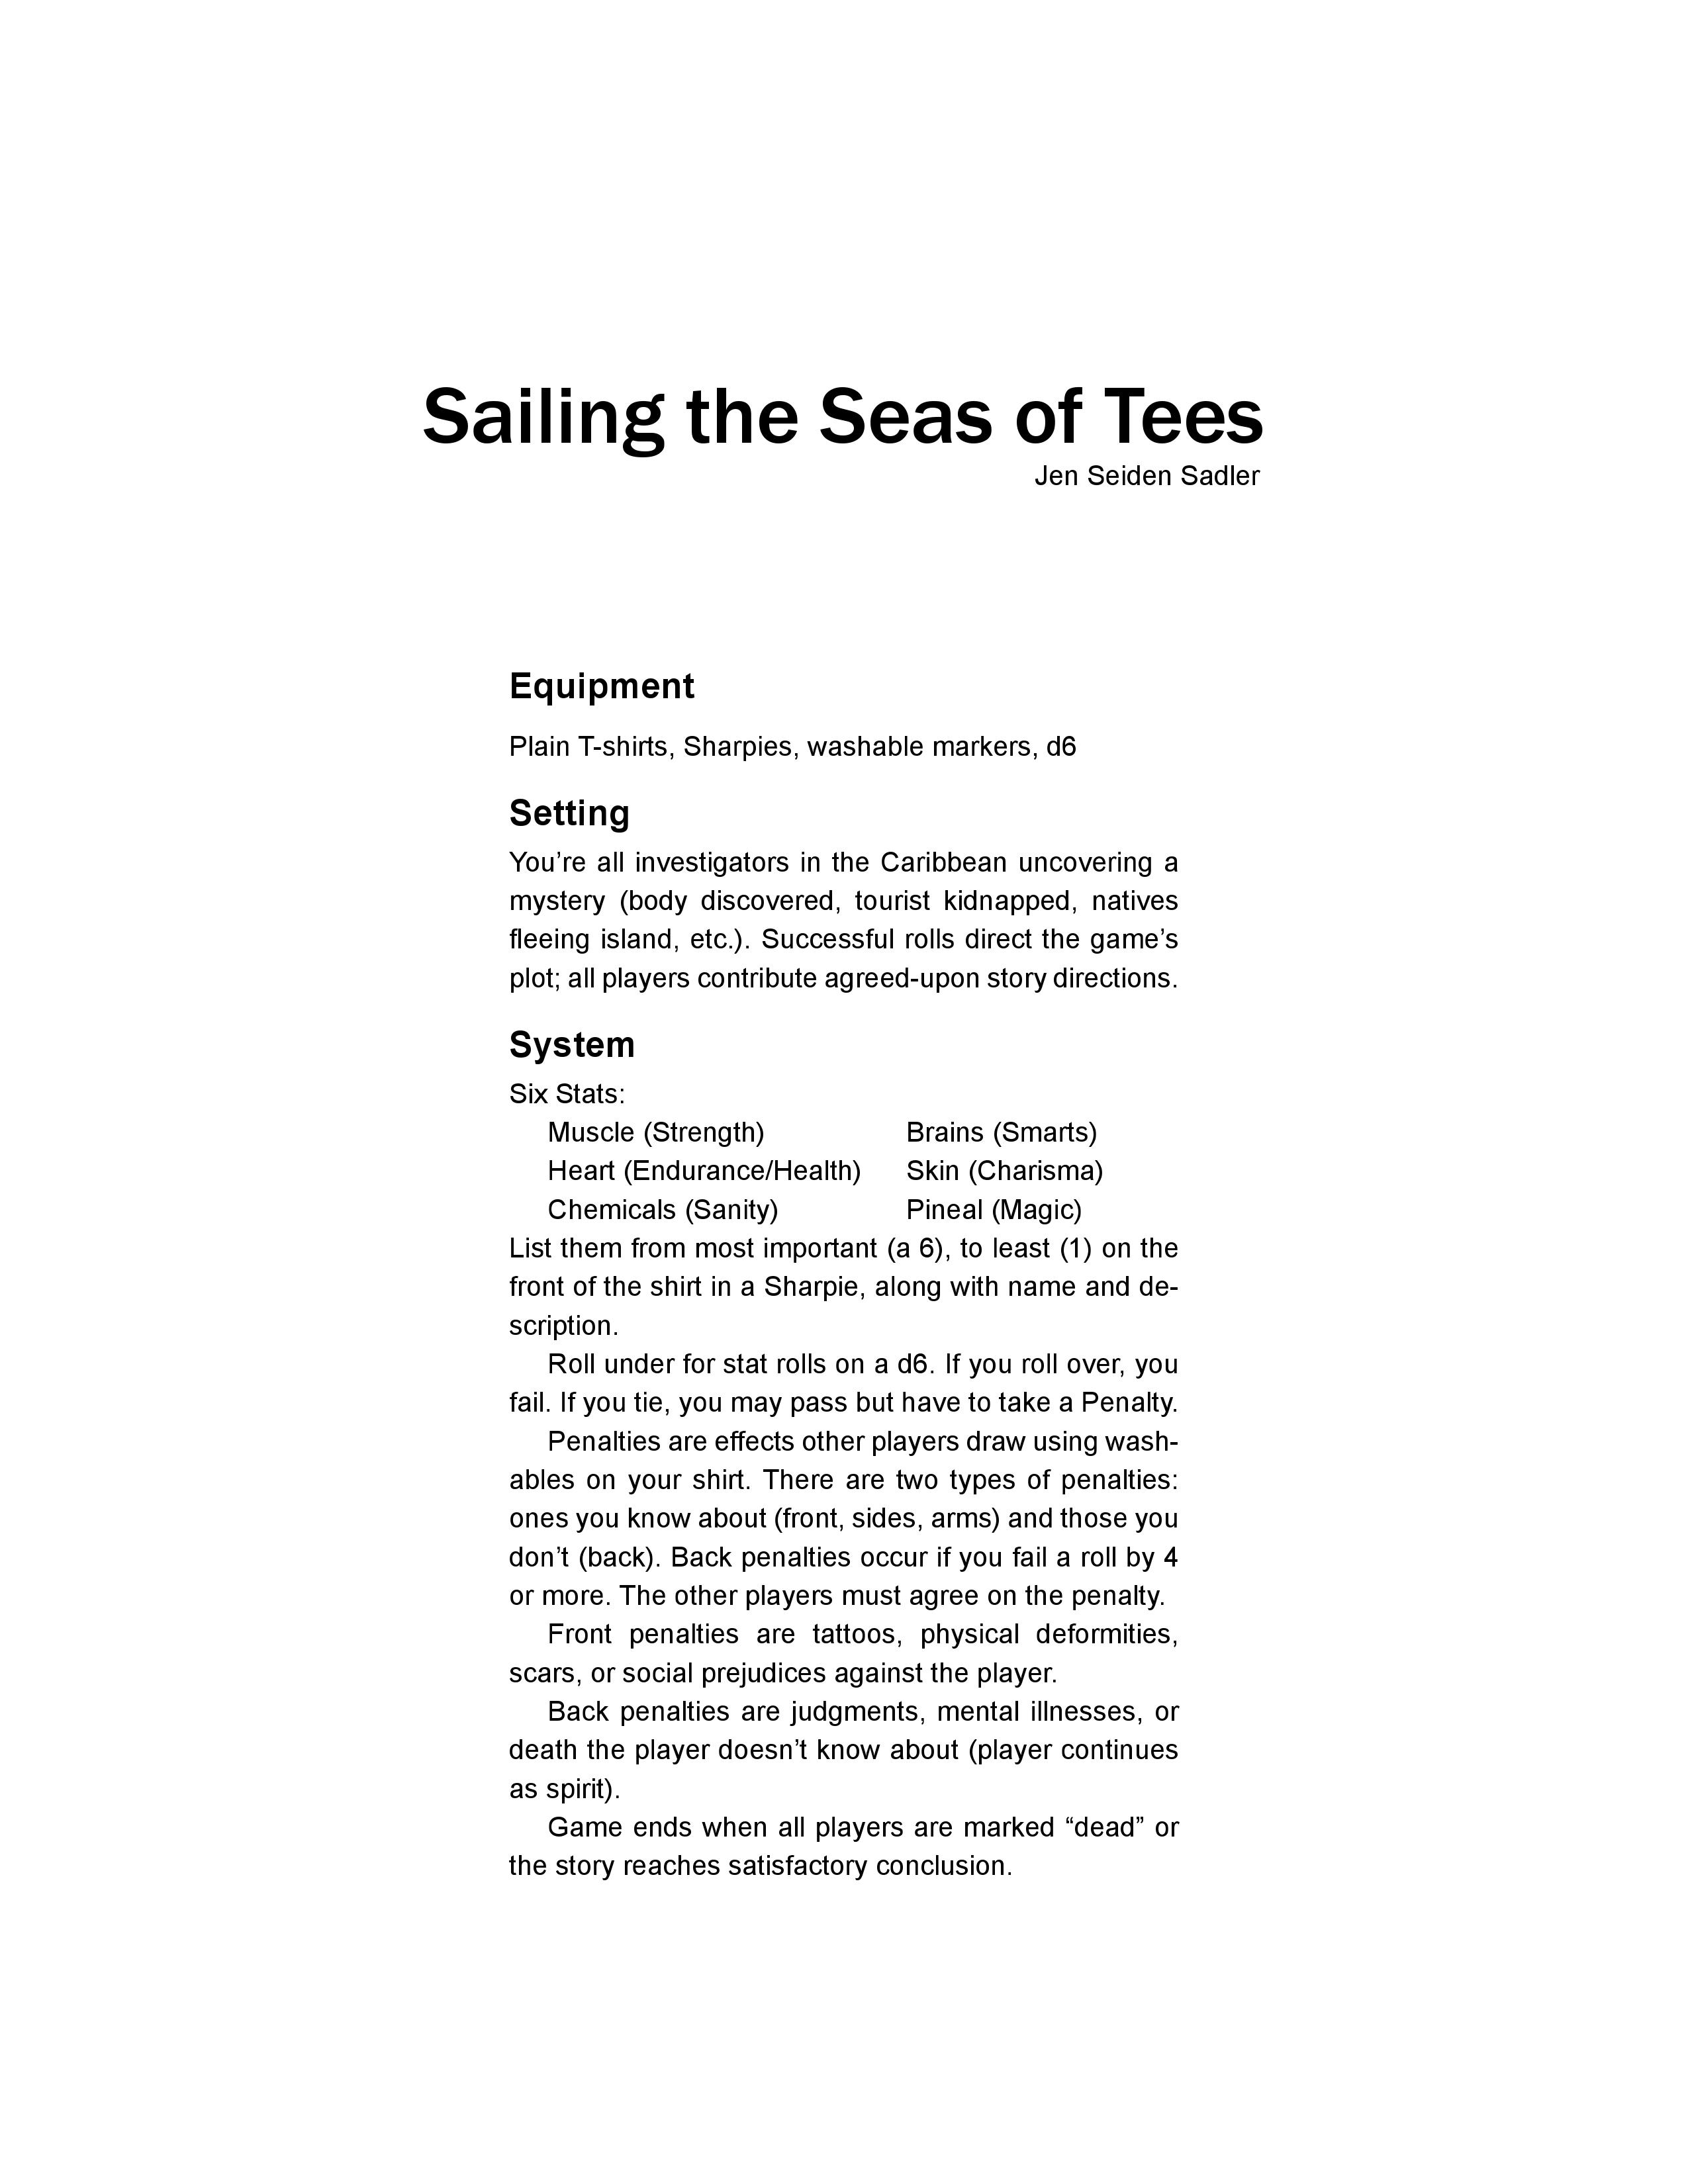 Sailing the Seas of Tees
Jen Seiden Sadler
Equipment
Plain T-shirts, Sharpies, washable markers, d6
Setting
You’re all investigators in the Caribbean uncovering a
mystery (body discovered, tourist kidnapped, natives
fleeing island, etc.). Successful rolls direct the game’s
plot; all players contribute agreed-upon story directions.
System
Six Stats:
Muscle (Strength) Brains (Smarts)
Heart (Endurance/Health) Skin (Charisma)
Chemicals (Sanity) Pineal (Magic)
List them from most important (a 6), to least (1) on the
front of the shirt in a Sharpie, along with name and de-
scription.
Roll under for stat rolls on a d6. If you roll over, you
fail. If you tie, you may pass but have to take a Penalty.
Penalties are effects other players draw using wash-
ables on your shirt. There are two types of penalties:
ones you know about (front, sides, arms) and those you
don’t (back). Back penalties occur if you fail a roll by 4
or more. The other players must agree on the penalty.
Front penalties are tattoos, physical deformities,
scars, or social prejudices against the player.
Back penalties are judgments, mental illnesses, or
death the player doesn’t know about (player continues
as spirit).
Game ends when all players are marked “dead” or
the story reaches satisfactory conclusion.